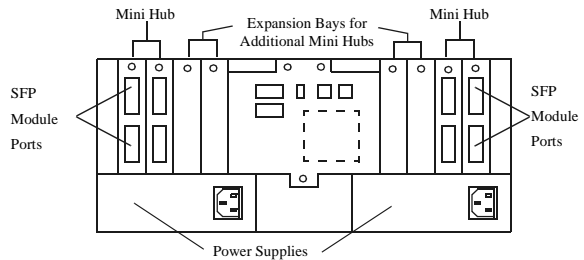 Mini Hub
Expansion Bays for
Additional Mini Hubs
Mini Hub
SFP
Module
Ports
SFP
Module
Ports
Power Supplies